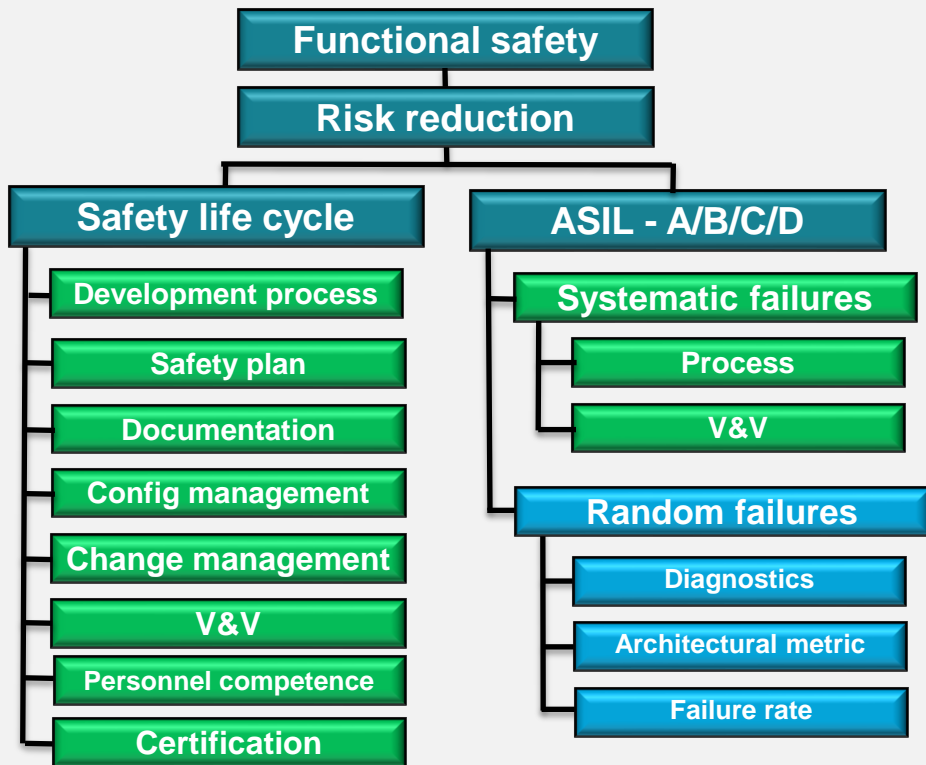 Functional safety
Risk reduction
Safety life cycle
Development process
Safety plan
Documentation
Config management
Change management
V&V
Personnel competence
Certification
ASIL - A/B/C/D
Systematic failures
Process
V&V
Random failures
Diagnostics
Architectural metric
Failure rate